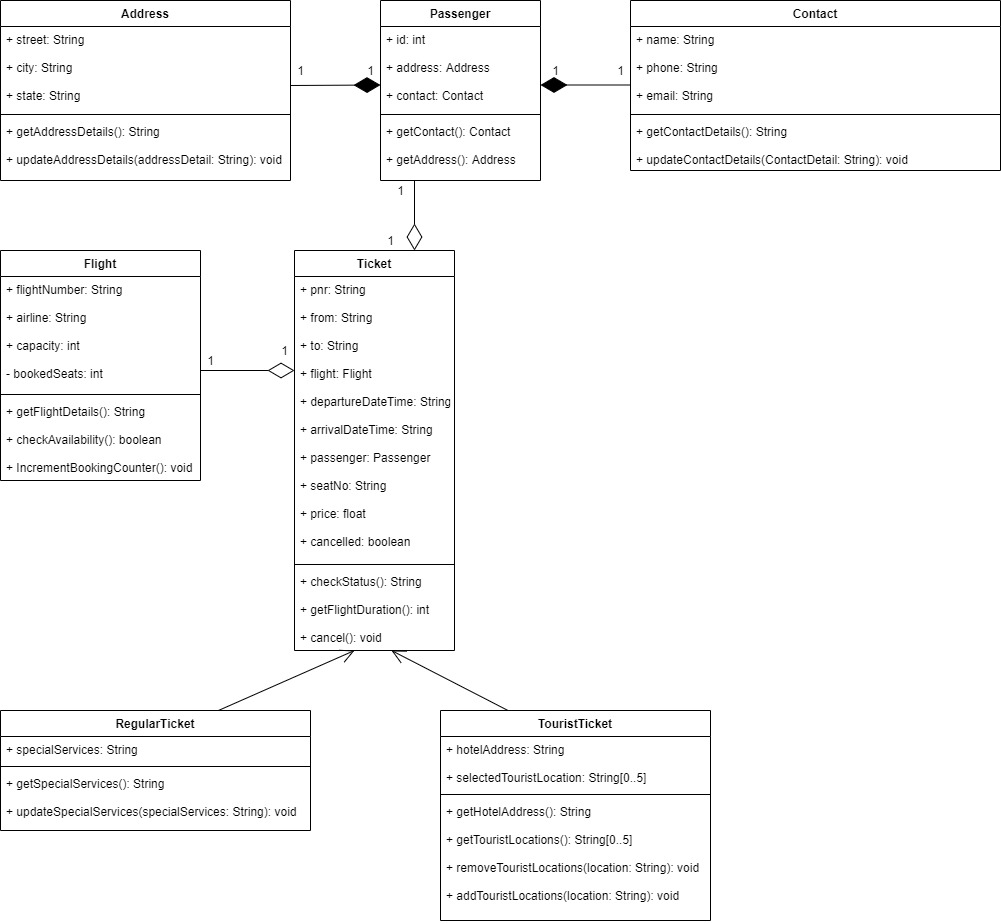 Address
+ street: String
+ city: String
+ state: String
+ getAddressDetails(): String
+ updateAddressDetails(addressDetail: String): void
1
1
Passenger
+ id: int
+ address: Address
+ contact: Contact
+ getContact(): Contact
+ getAddress(): Address
1
1
Contact
+ name: String
+ phone: String
+ email: String
+ getContactDetails(): String
+ updateContactDetails(ContactDetail: String): void
1
1
Flight
+ flightNumber: String
+ airline: String
+ capacity: int
- bookedSeats: int
+ getFlightDetails(): String
+ checkAvailability(): boolean
+ IncrementBookingCounter(): void
1
1
Ticket
+ pnr: String
+ from: String
+ to: String
+ flight: Flight
+ departureDateTime: String
+ arrivalDateTime: String
+ passenger: Passenger
+ seatNo: String
+ price: float
+ cancelled: boolean
+ checkStatus(): String
+ getFlightDuration(): int
+ cancel(): void
RegularTicket
+ specialServices: String
+ getSpecialServices(): String
+ updateSpecialServices(specialServices: String): void
TouristTicket
+ hotelAddress: String
+ selectedTouristLocation: String[0..5]
+ getHotelAddress(): String
+ getTouristLocations(): String[0..5]
+ removeTouristLocations(location: String): void
+ addTouristLocations(location: String): void